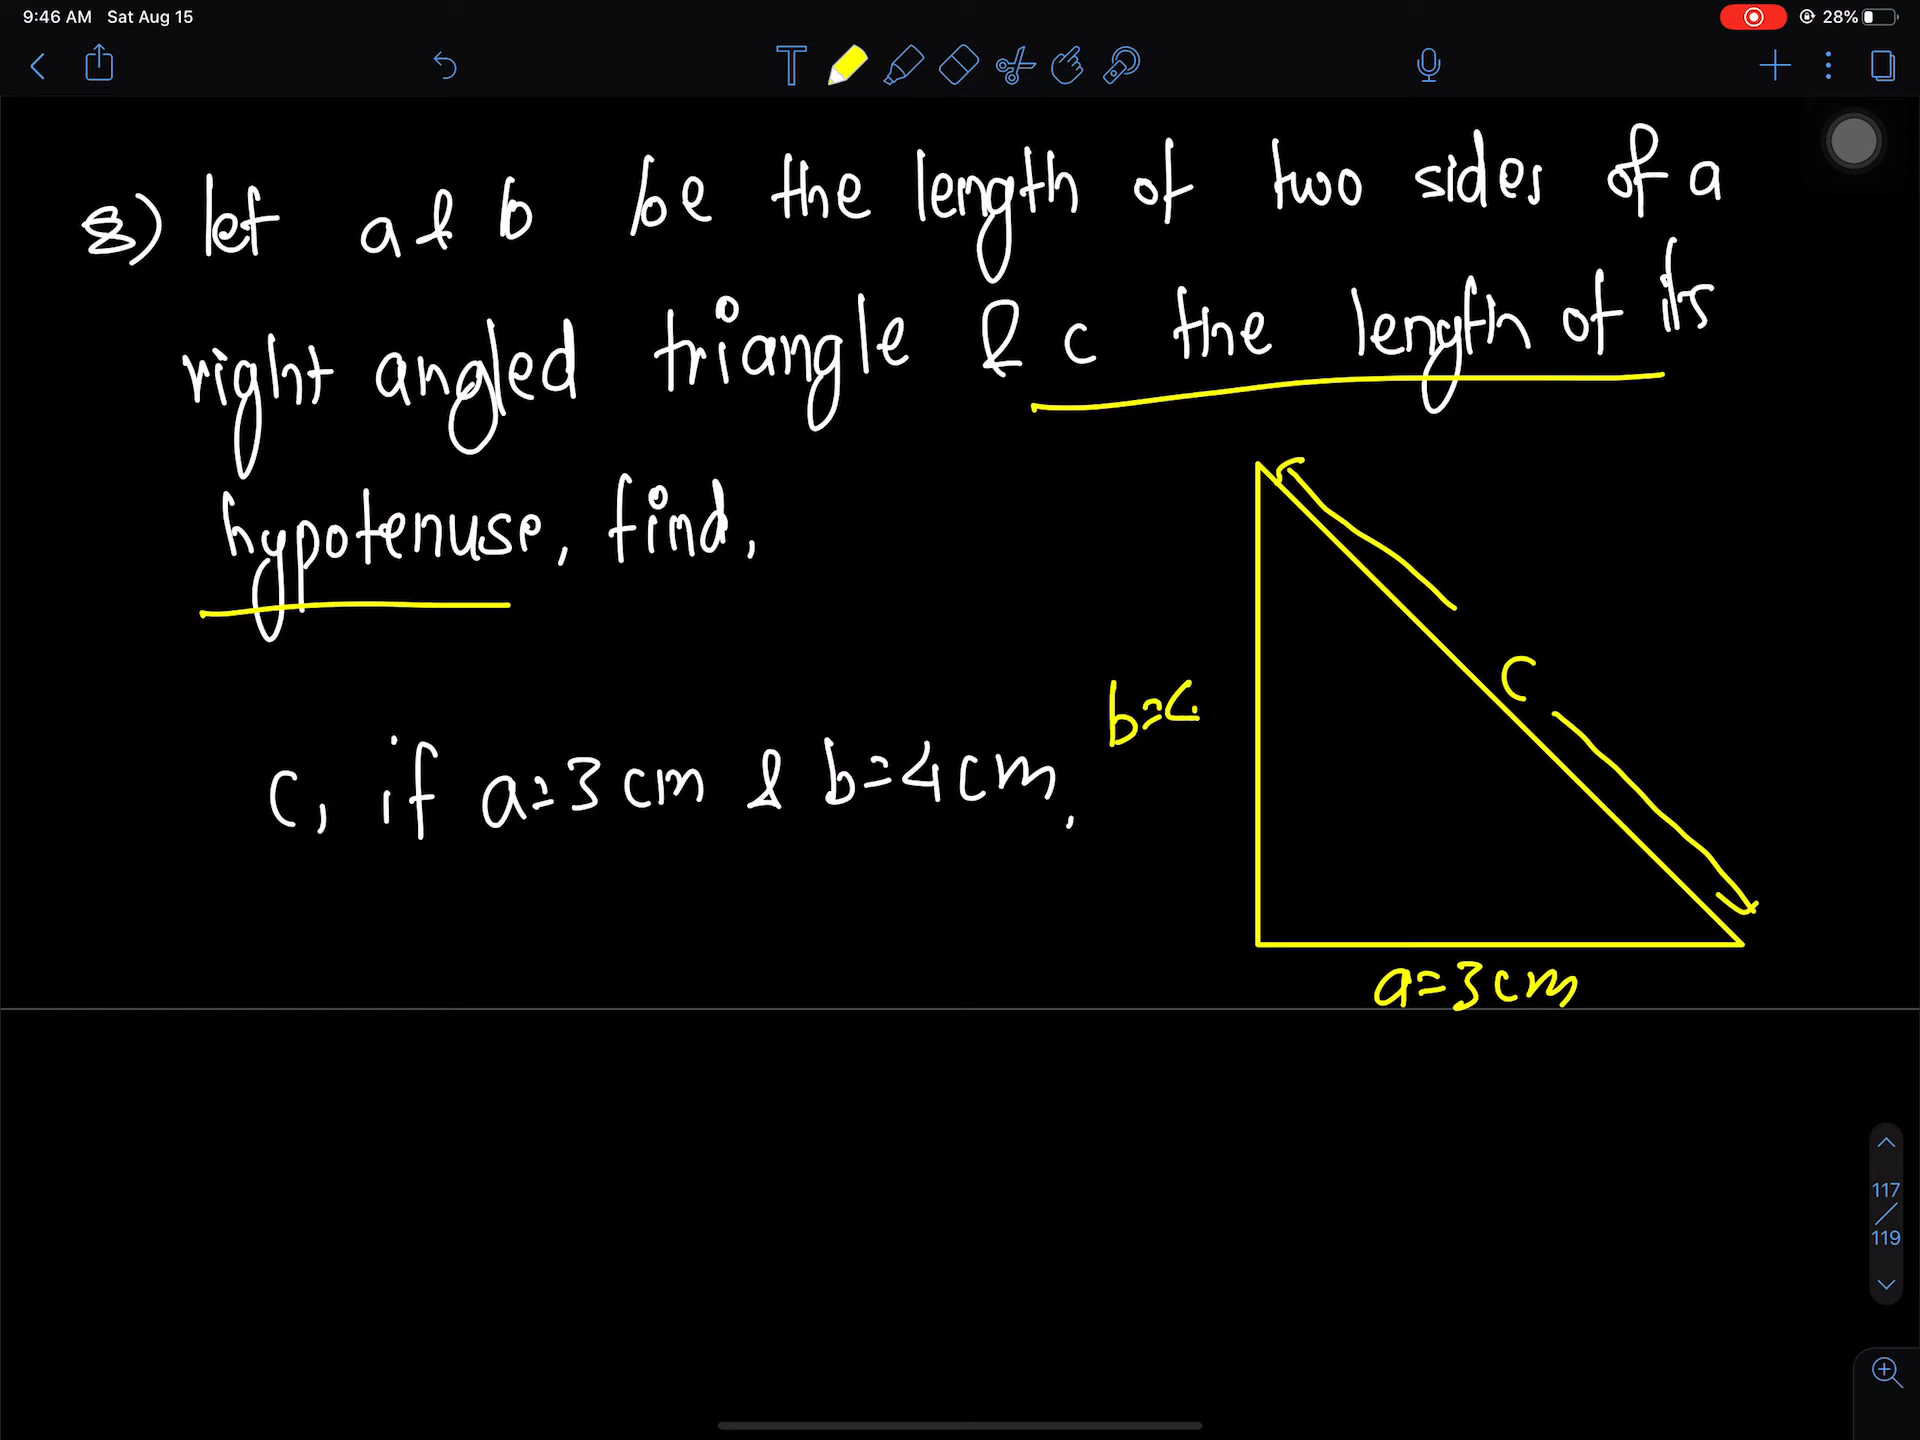 9:46 AM Sat Aug 15
28%
T
8) let a & b be the length of two sides of a
right angled triangle & c the length of its
hypotenuse, find,
c, if a=3 cm & b=4 cm,
b=4
c
a=3cm
117
/
119